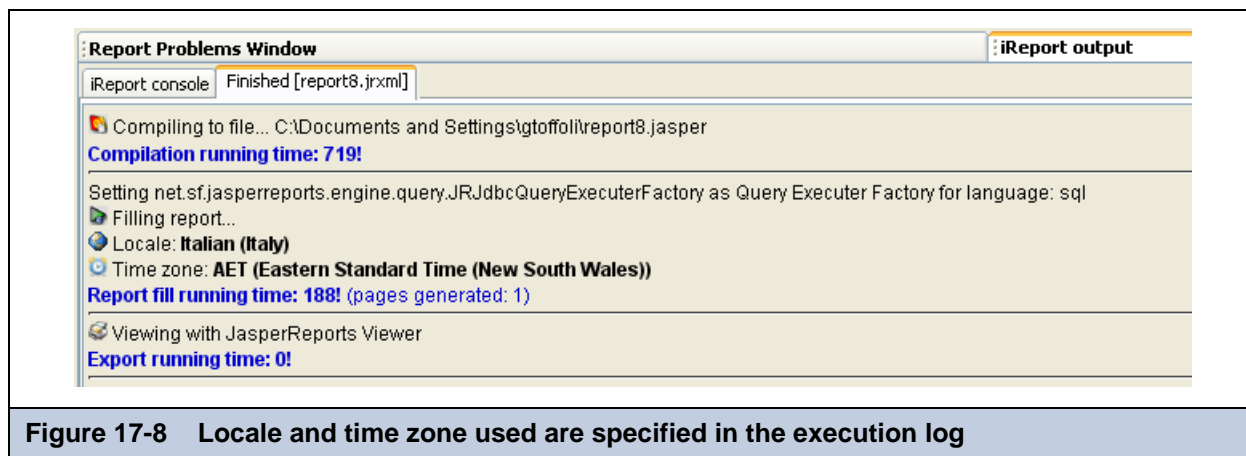 Report Problems Window
iReport output
iReport console
Finished [report8.jrxml]
Compiling to file... C:\Documents and Settings\gtoffoli\report8.jasper
Compilation running time: 719!
Setting net.sf.jasperreports.engine.query.JRJdbcQueryExecuterFactory as Query Executer Factory for language: sql
Filling report...
Locale: Italian (Italy)
Time zone: AET (Eastern Standard Time (New South Wales))
Report fill running time: 188! (pages generated: 1)
Viewing with JasperReports Viewer
Export running time: 0!
Figure 17-8 Locale and time zone used are specified in the execution log